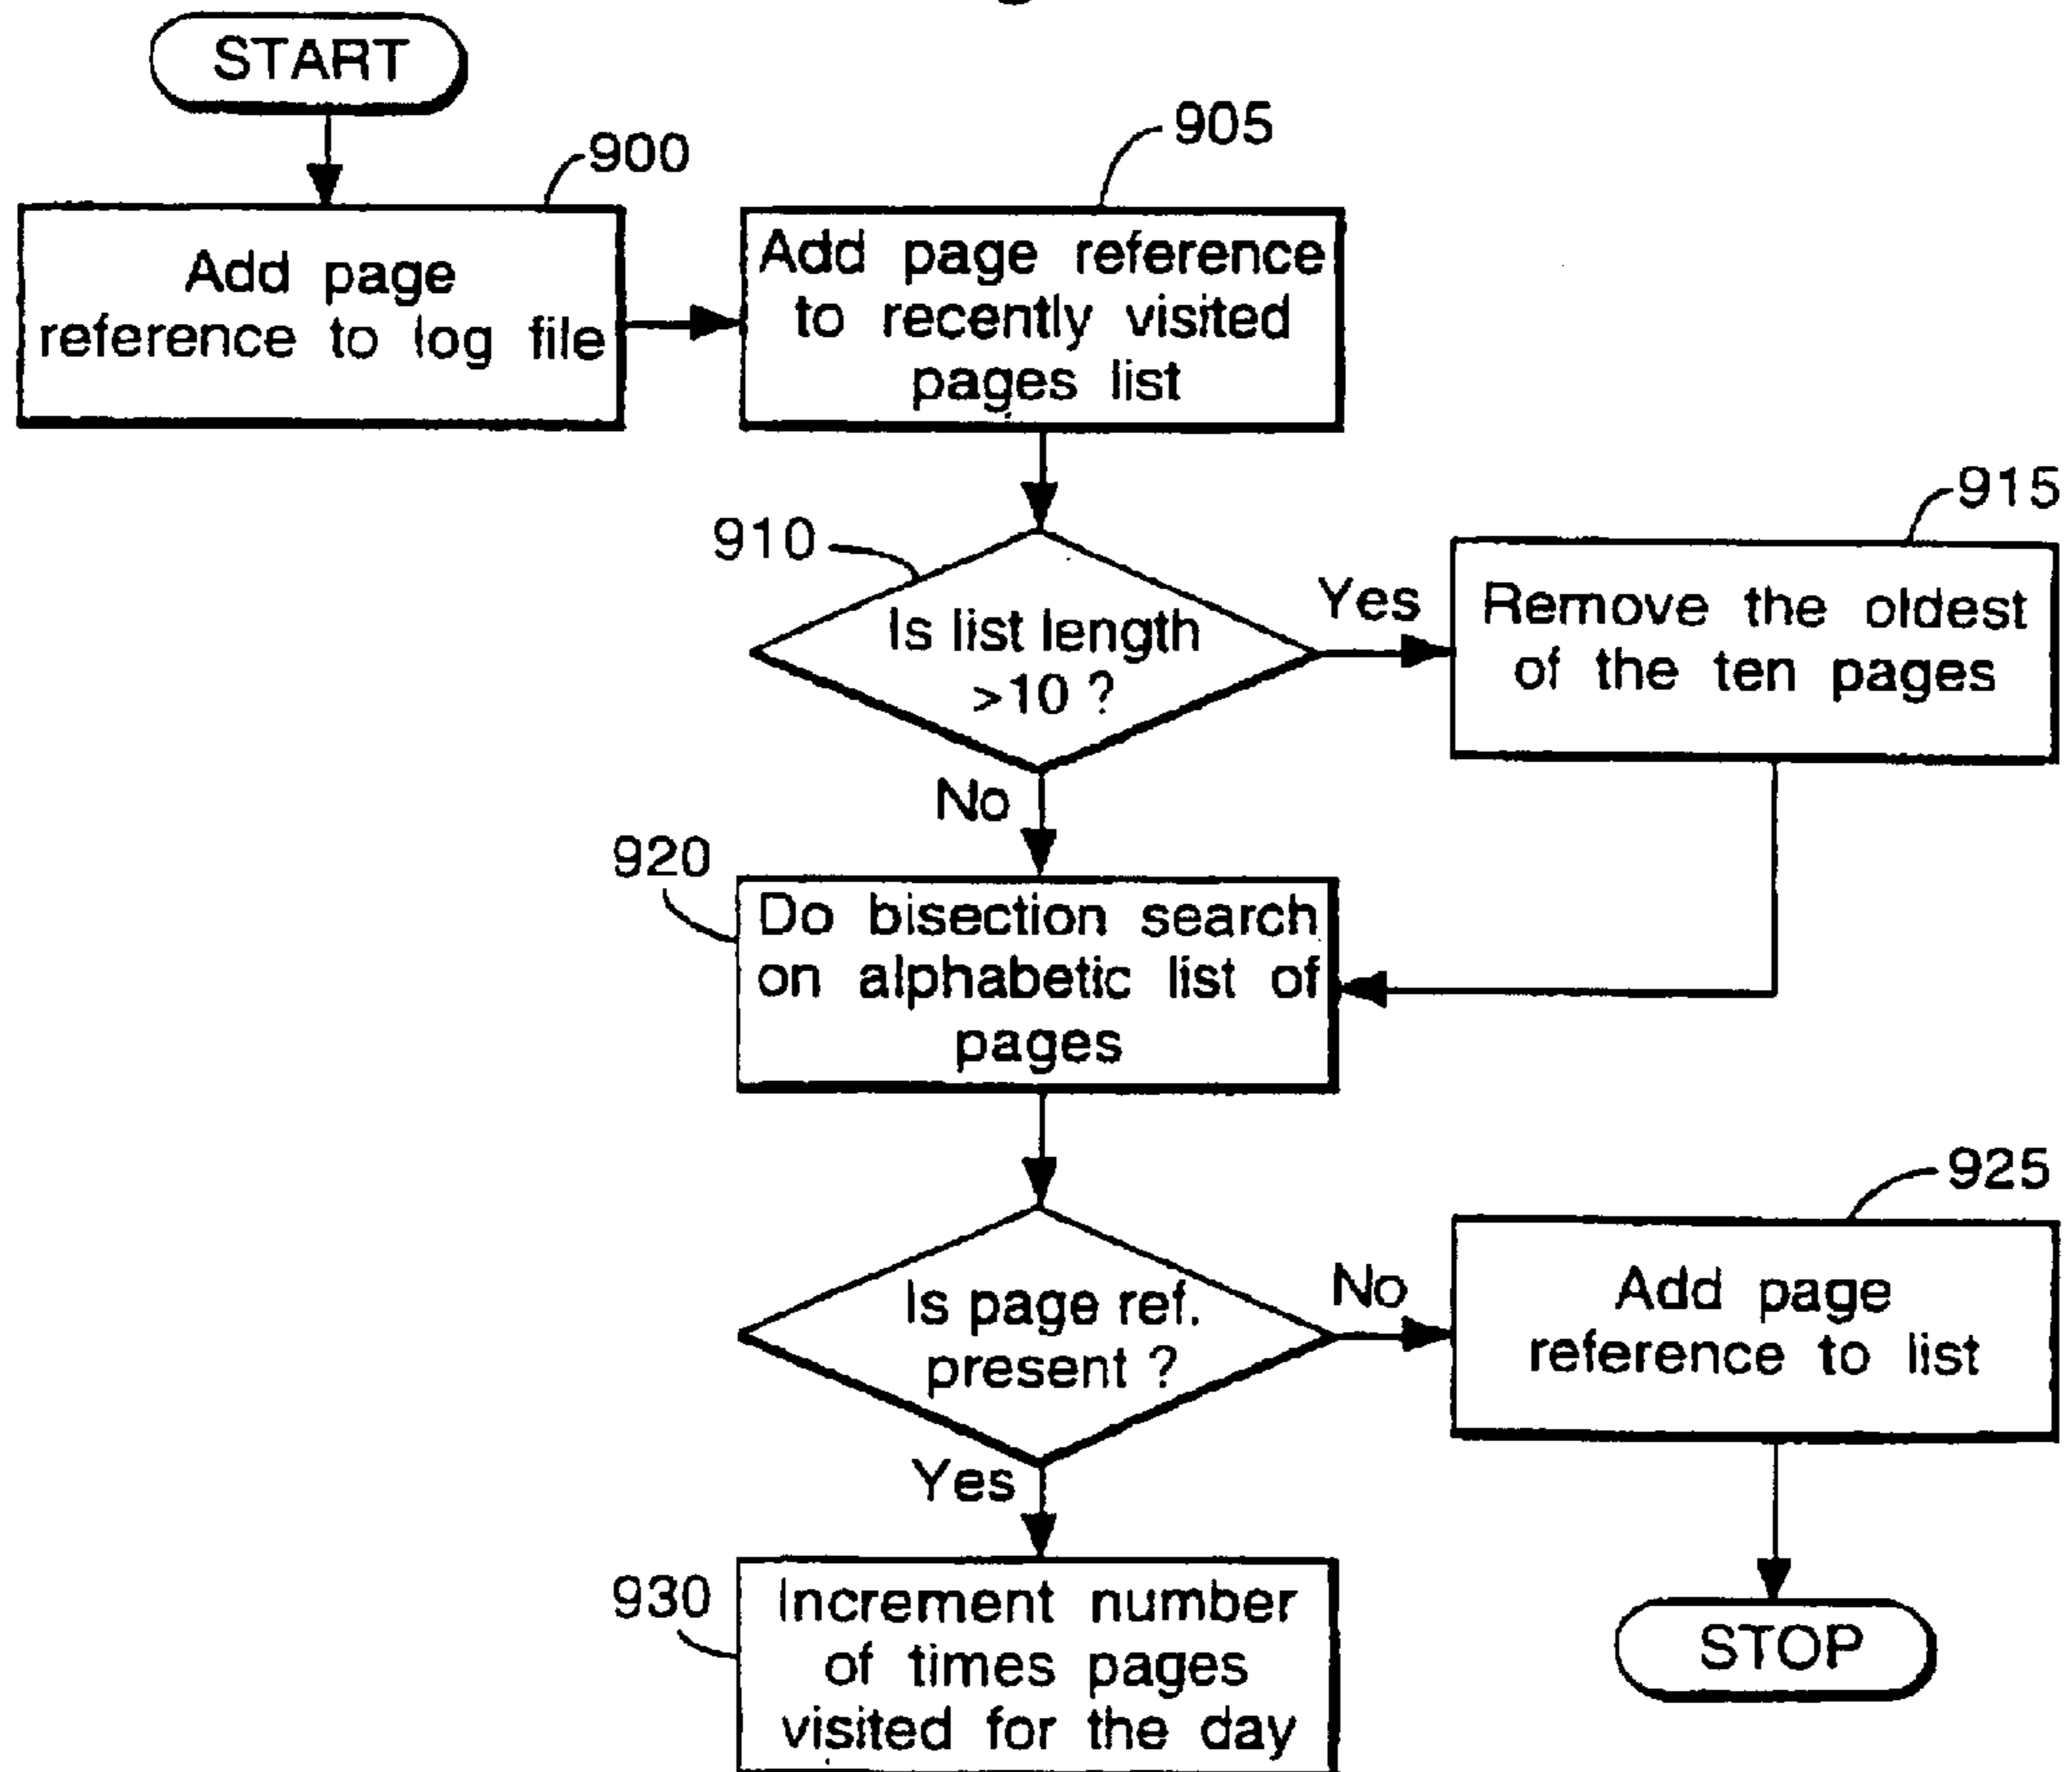 START
900
Add page
reference to log file
905
Add page reference
to recently visited
pages list
910
Is list length
>10 ?
Yes
915
Remove the oldest
of the ten pages
No
920
Do bisection search
on alphabetic list of
pages
Is page ref.
present ?
No
925
Add page
reference to list
Yes
930
Increment number
of times pages
visited for the day
STOP